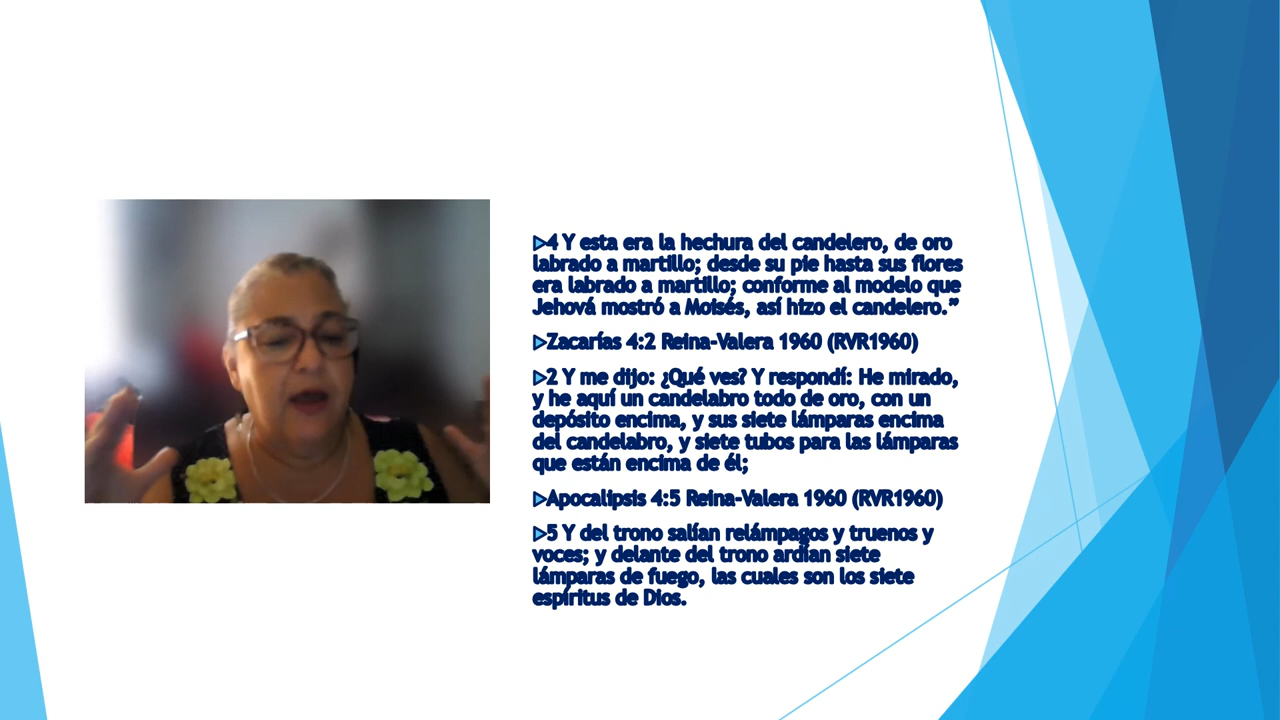 4 Y esta era la hechura del candelero, de oro
labrado a martillo; desde su pie hasta sus flores
era labrado a martillo; conforme al modelo que
Jehová mostró a Moisés, así hizo el candelero.”
Zacarías 4:2 Reina-Valera 1960 (RVR1960)
2 Y me dijo: ¿Qué ves? Y respondí: He mirado,
y he aquí un candelabro todo de oro, con un
depósito encima, y sus siete lámparas encima
del candelabro, y siete tubos para las lámparas
que están encima de él;
Apocalipsis 4:5 Reina-Valera 1960 (RVR1960)
5 Y del trono salían relámpagos y truenos y
voces; y delante del trono ardían siete
lámparas de fuego, las cuales son los siete
espíritus de Dios.